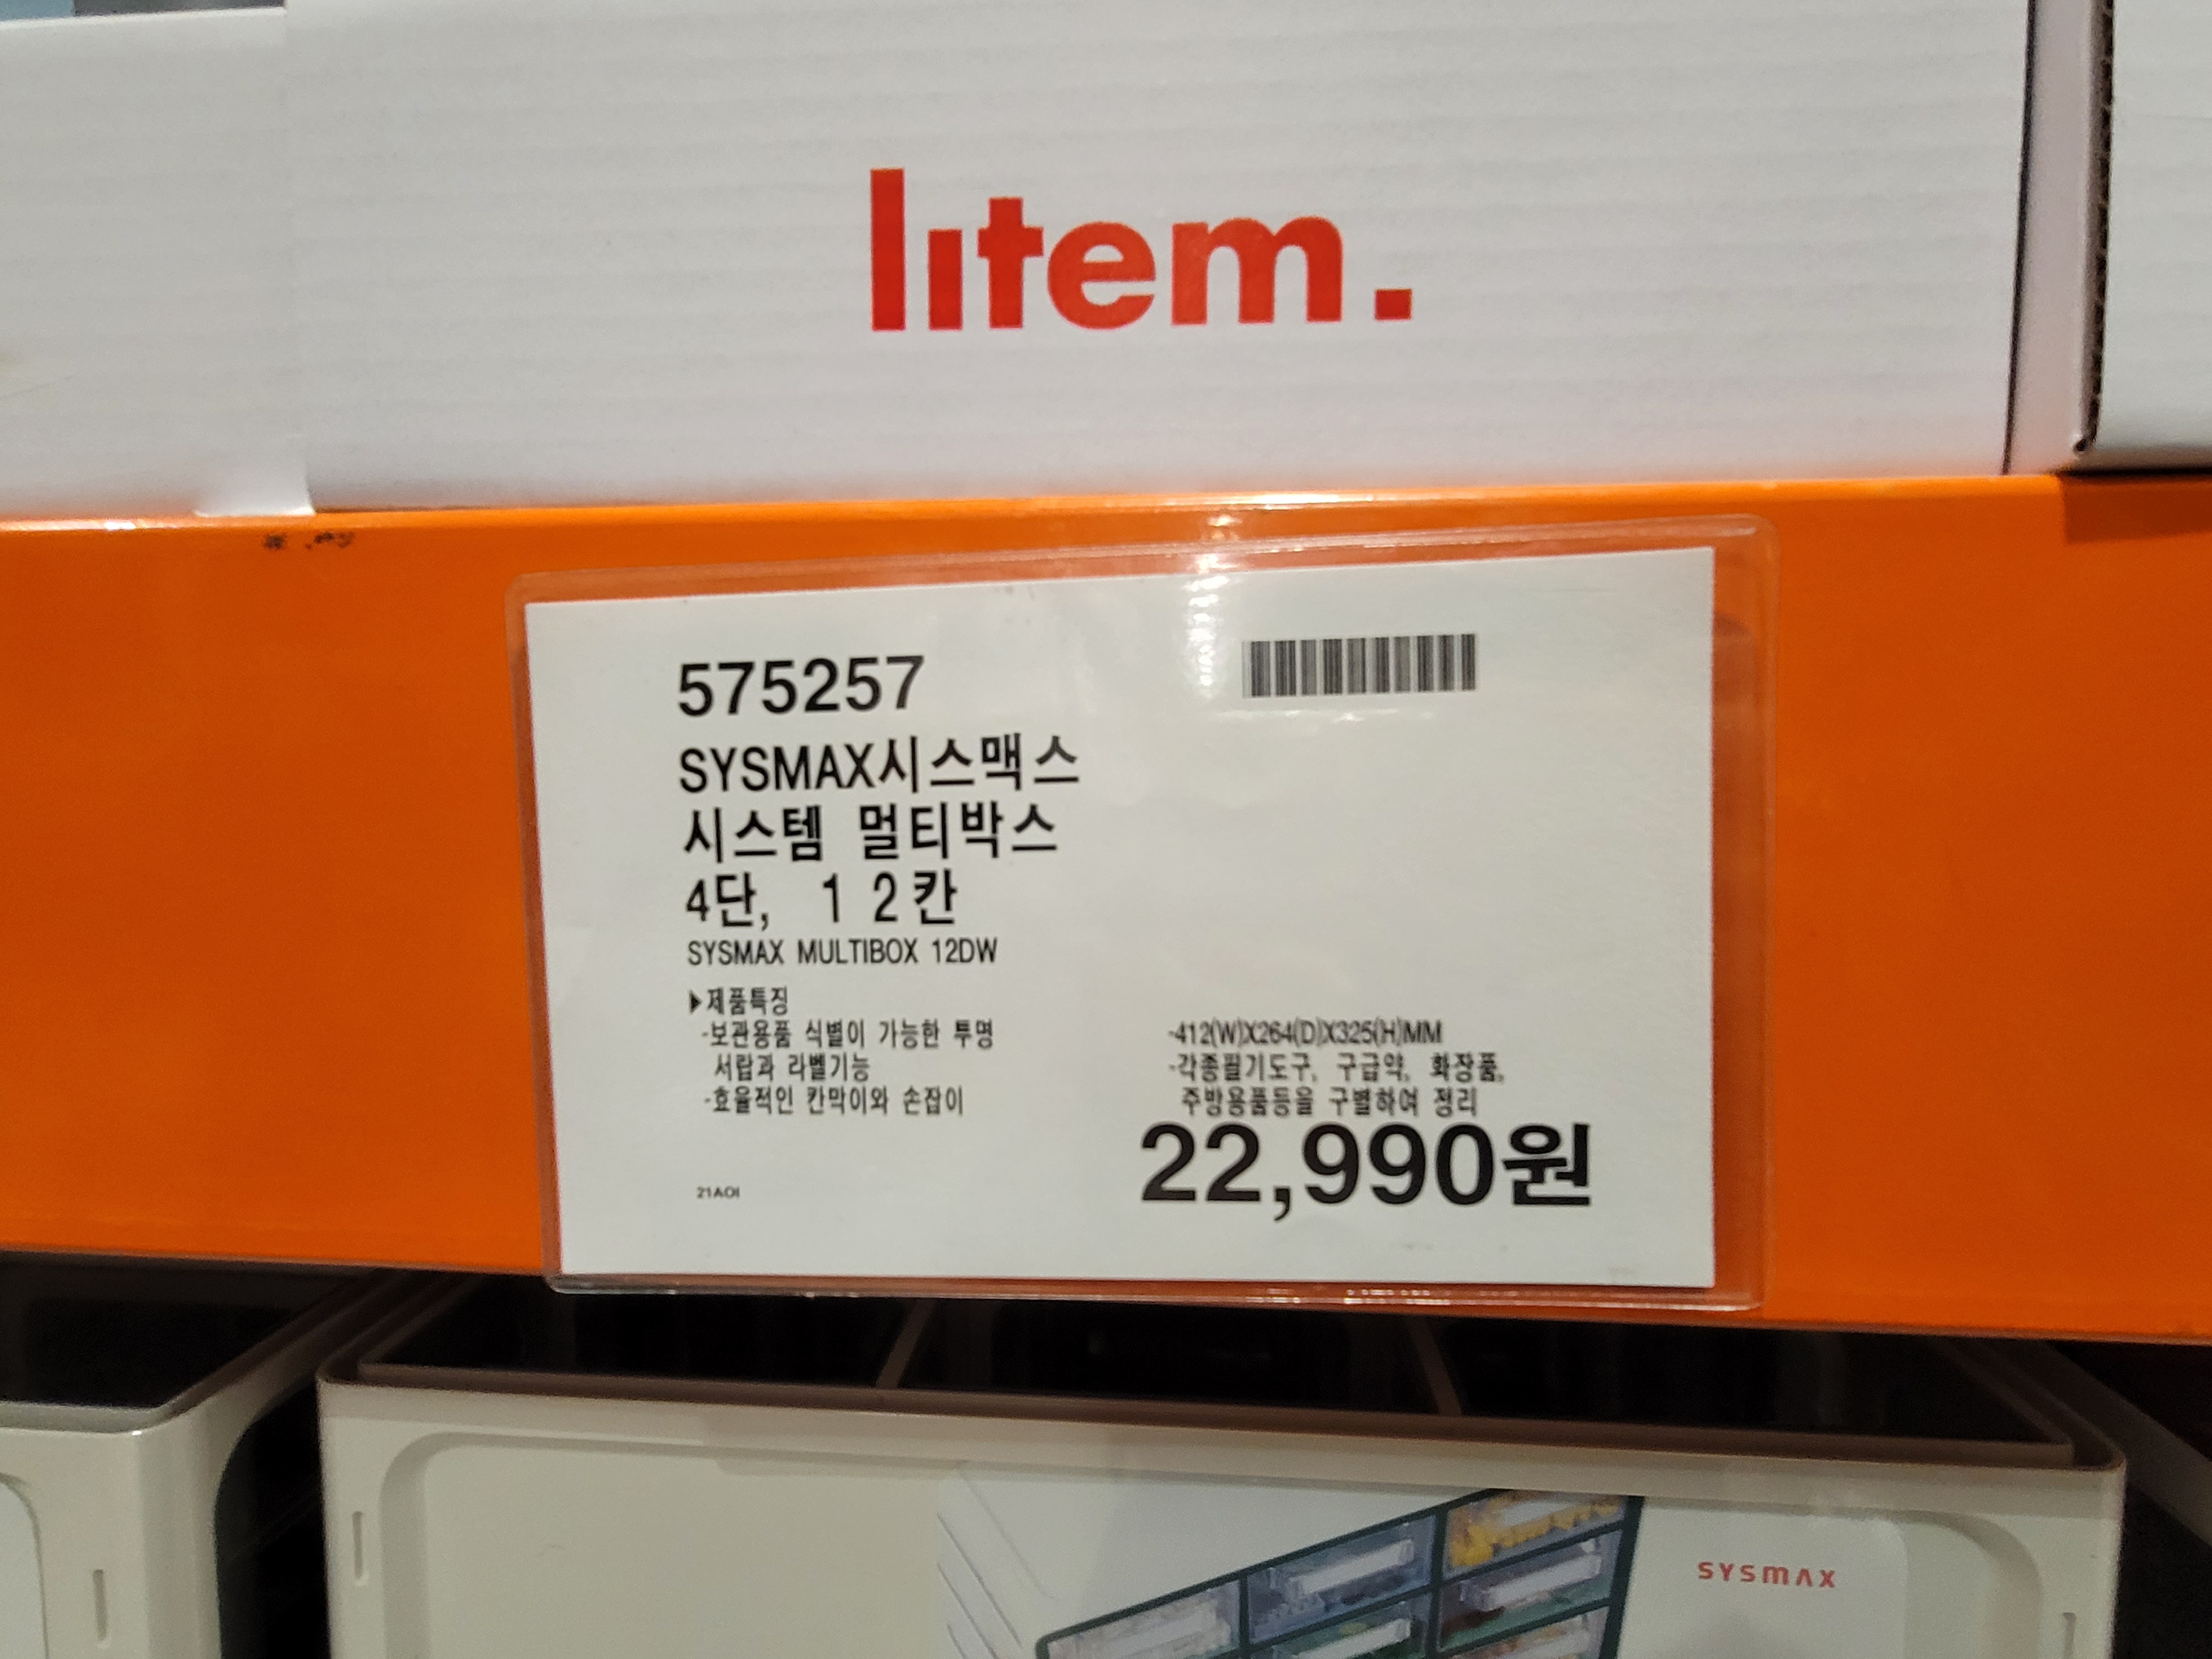 litem.
575257
SYSMAX시스맥스
시스템 멀티박스
4단, 1 2칸
SYSMAX MULTIBOX 12DW
▶제품특징
-보관용품 식별이 가능한 투명
서랍과 라벨기능
-효율적인 칸막이와 손잡이
-412(W)X264(D)X325(H)MM
-각종필기도구, 구급약, 화장품,
주방용품등을 구별하여 정리
22,990원
21AOI
SYSMAX